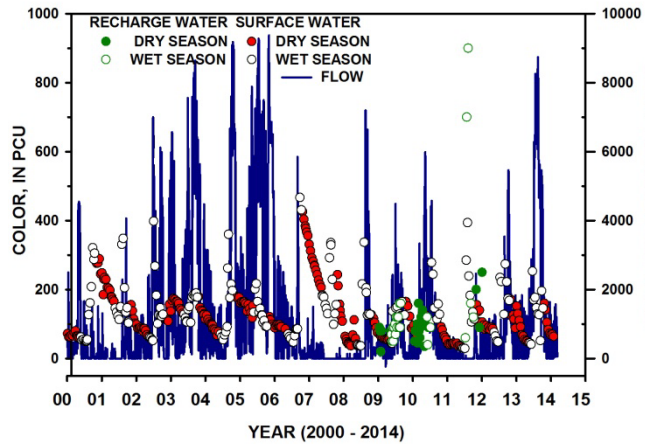 RECHARGE WATER SURFACE WATER
DRY SEASON DRY SEASON
WET SEASON WET SEASON
FLOW
1000 10000
800 8000
600 6000
400 4000
200 2000
0 0
COLOR, IN PCU
00 01 02 03 04 05 06 07 08 09 10 11 12 13 14 15
YEAR (2000 - 2014)